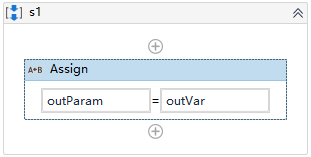 s1
A+B Assign
outParam = outVar